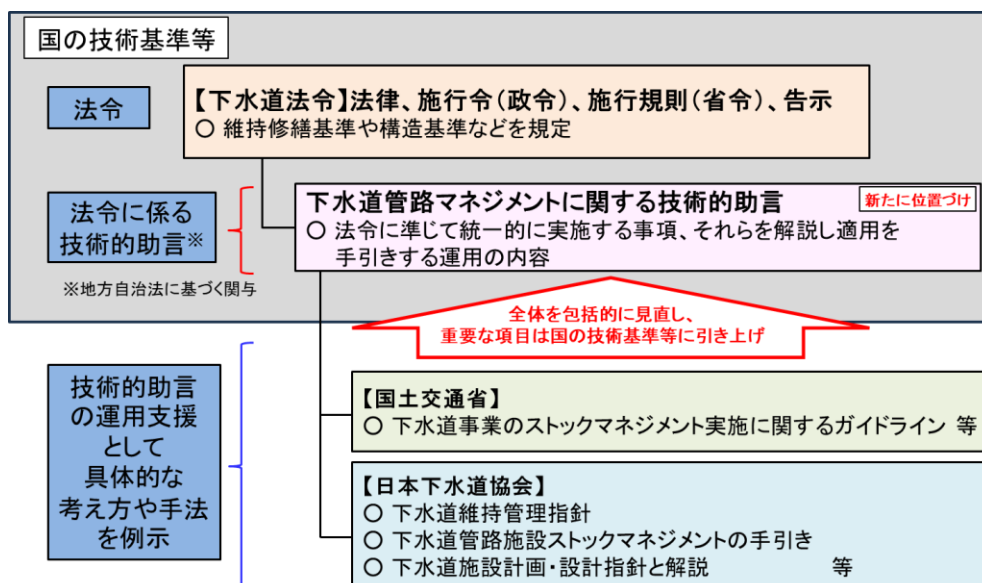 国の技術基準等
法令
【下水道法令】法律、施行令(政令)、施行規則(省令)、告示
○ 維持修繕基準や構造基準などを規定
法令に係る
技術的助言※
※地方自治法に基づく関与
下水道管路マネジメントに関する技術的助言
新たに位置づけ
○ 法令に準じて統一的に実施する事項、それらを解説し適用を
手引きする運用の内容
全体を包括的に見直し、
重要な項目は国の技術基準等に引き上げ
技術的助言
の運用支援
として
具体的な
考え方や手法
を例示
【国土交通省】
○ 下水道事業のストックマネジメント実施に関するガイドライン 等
【日本下水道協会】
○ 下水道維持管理指針
○ 下水道管路施設ストックマネジメントの手引き
○ 下水道施設計画・設計指針と解説 等